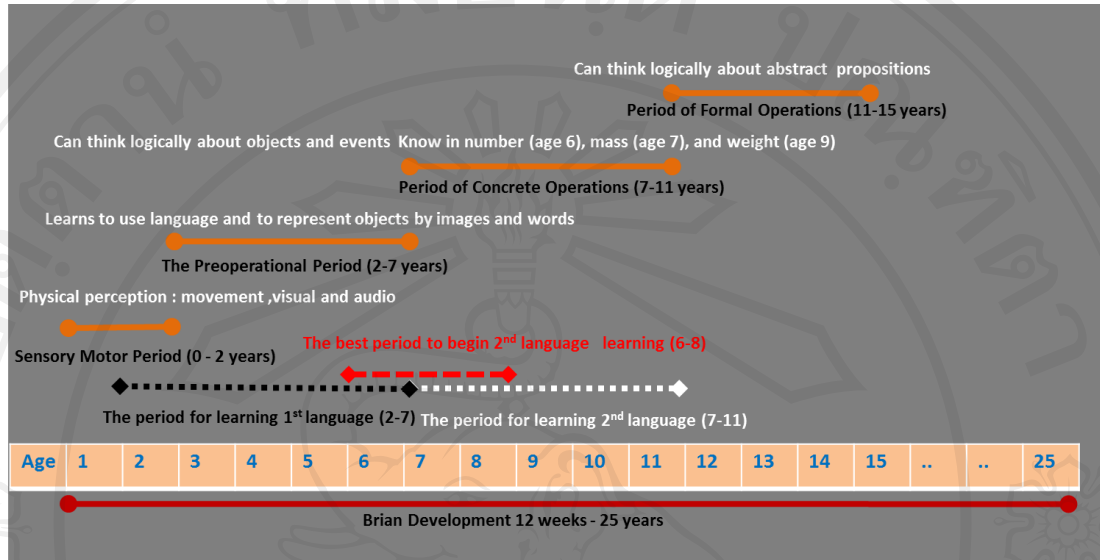 Can think logically about abstract propositions
Period of Formal Operations (11-15 years)
Can think logically about objects and events Know in number (age 6), mass (age 7), and weight (age 9)
Period of Concrete Operations (7-11 years)
Learns to use language and to represent objects by images and words
The Preoperational Period (2-7 years)
Physical perception : movement ,visual and audio
Sensory Motor Period (0 - 2 years)
The best period to begin 2nd language learning (6-8)
The period for learning 1st language (2-7)
The period for learning 2nd language (7-11)
Age 1 2 3 4 5 6 7 8 9 10 11 12 13 14 15 .. .. 25
Brian Development 12 weeks - 25 years